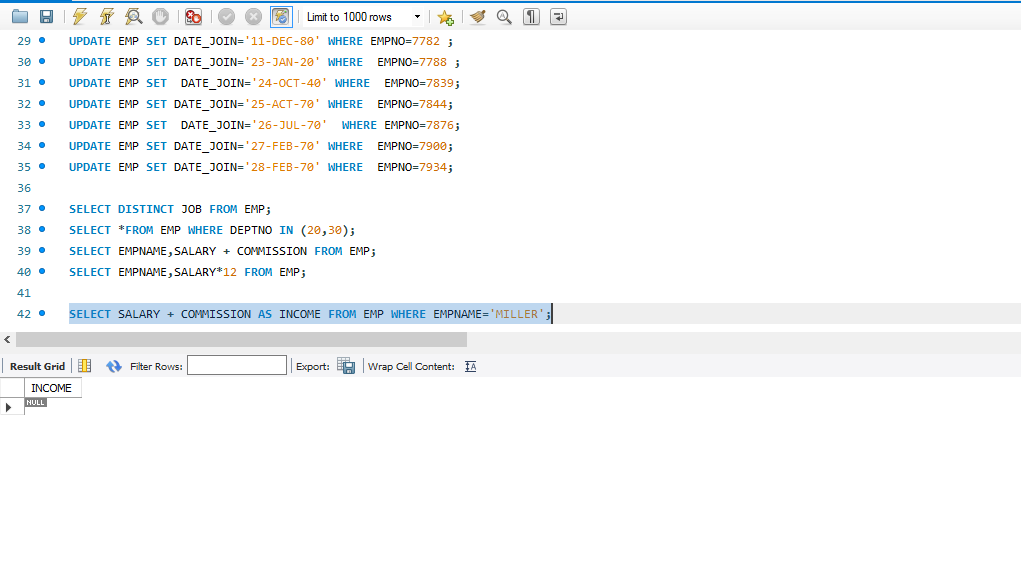 Limit to 1000 rows
29 UPDATE EMP SET DATE_JOIN='11-DEC-80' WHERE EMPNO=7782 ;
30 UPDATE EMP SET DATE_JOIN='23-JAN-20' WHERE  EMPNO=7788 ;
31 UPDATE EMP SET  DATE_JOIN='24-OCT-40' WHERE  EMPNO=7839;
32 UPDATE EMP SET DATE_JOIN='25-ACT-70' WHERE  EMPNO=7844;
33 UPDATE EMP SET  DATE_JOIN='26-JUL-70'  WHERE EMPNO=7876;
34 UPDATE EMP SET DATE_JOIN='27-FEB-70' WHERE  EMPNO=7900;
35 UPDATE EMP SET DATE_JOIN='28-FEB-70' WHERE  EMPNO=7934;
36
37 SELECT DISTINCT JOB FROM EMP;
38 SELECT *FROM EMP WHERE DEPTNO IN (20,30);
39 SELECT EMPNAME,SALARY + COMMISSION FROM EMP;
40 SELECT EMPNAME,SALARY*12 FROM EMP;
41
42 SELECT SALARY + COMMISSION AS INCOME FROM EMP WHERE EMPNAME='MILLER';
Result Grid Filter Rows: Export: Wrap Cell Content: IA
INCOME
NULL